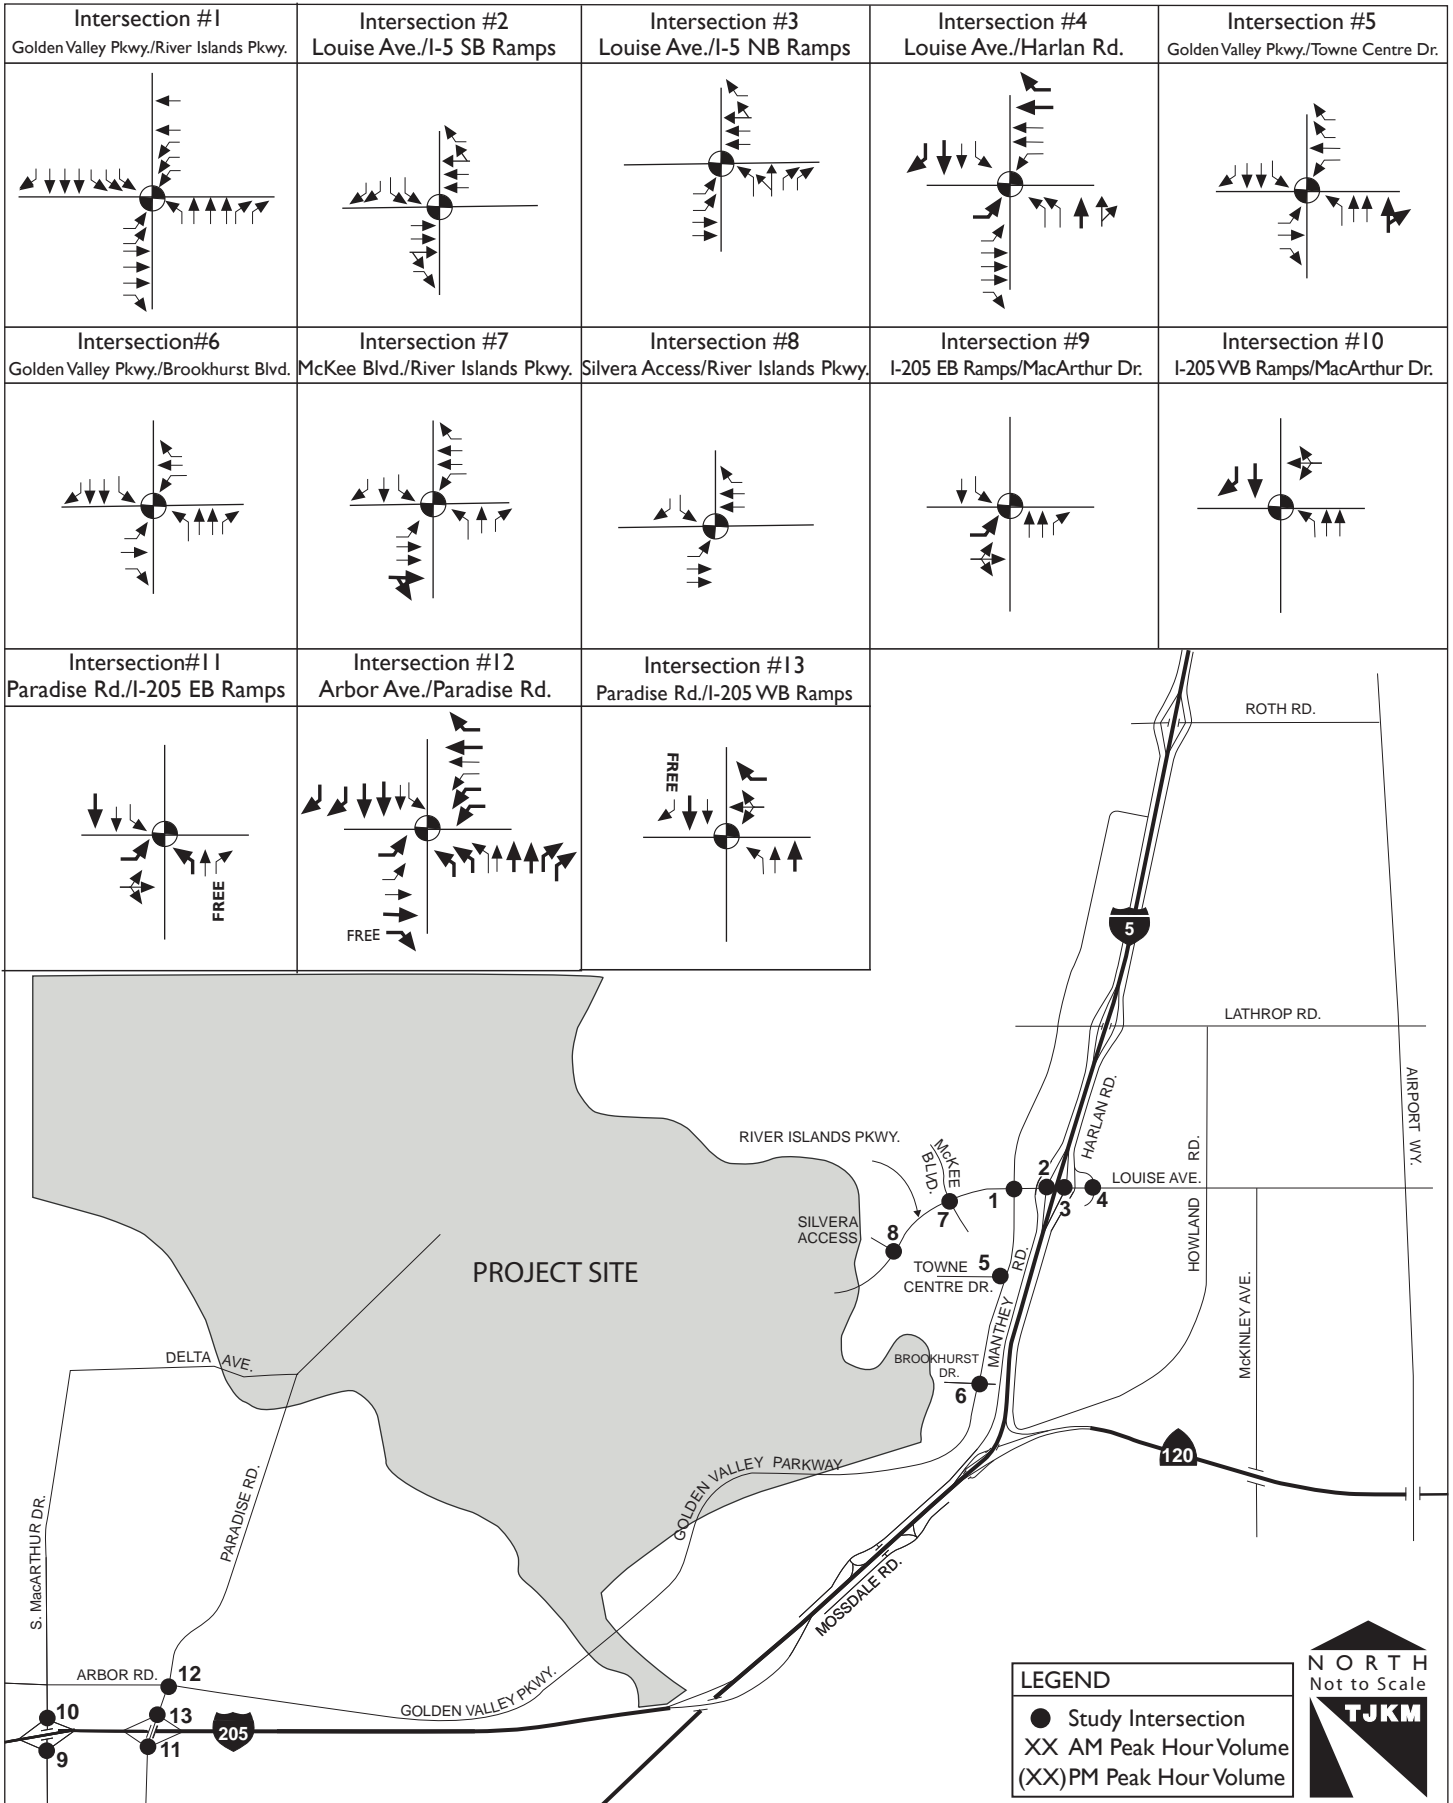 Intersection #1
Golden Valley Pkwy./River Islands Pkwy.
Intersection #2
Louise Ave./I-5 SB Ramps
Intersection #3
Louise Ave./I-5 NB Ramps
Intersection #4
Louise Ave./Harlan Rd.
Intersection #5
Golden Valley Pkwy./Towne Centre Dr.
Intersection#6
Golden Valley Pkwy./Brookhurst Blvd.
Intersection #7
McKee Blvd./River Islands Pkwy.
Intersection #8
Silvera Access/River Islands Pkwy.
Intersection #9
I-205 EB Ramps/MacArthur Dr.
Intersection #10
I-205 WB Ramps/MacArthur Dr.
Intersection#11
Paradise Rd./I-205 EB Ramps
Intersection #12
Arbor Ave./Paradise Rd.
Intersection #13
Paradise Rd./I-205 WB Ramps
FREE
FREE
FREE
ROTH RD.
5
LATHROP RD.
HARLAN RD.
AIRPORT WY.
RIVER ISLANDS PKWY.
McKEE
BLVD.
HOWLAND RD.
LOUISE AVE.
1
2
3
4
7
SILVERA
ACCESS
8
TOWNE
CENTRE DR.
5
MANTHEY RD.
PROJECT SITE
McKINLEY AVE.
BROOKHURST
DR.
6
DELTA AVE.
120
GOLDEN VALLEY PARKWAY
PARADISE RD.
S. MacARTHUR DR.
MOSSDALE RD.
ARBOR RD.
12
GOLDEN VALLEY PKWY.
10
13
205
9
11
LEGEND
Study Intersection
XX AM Peak Hour Volume
(XX) PM Peak Hour Volume
NORTH
Not to Scale
TJKM